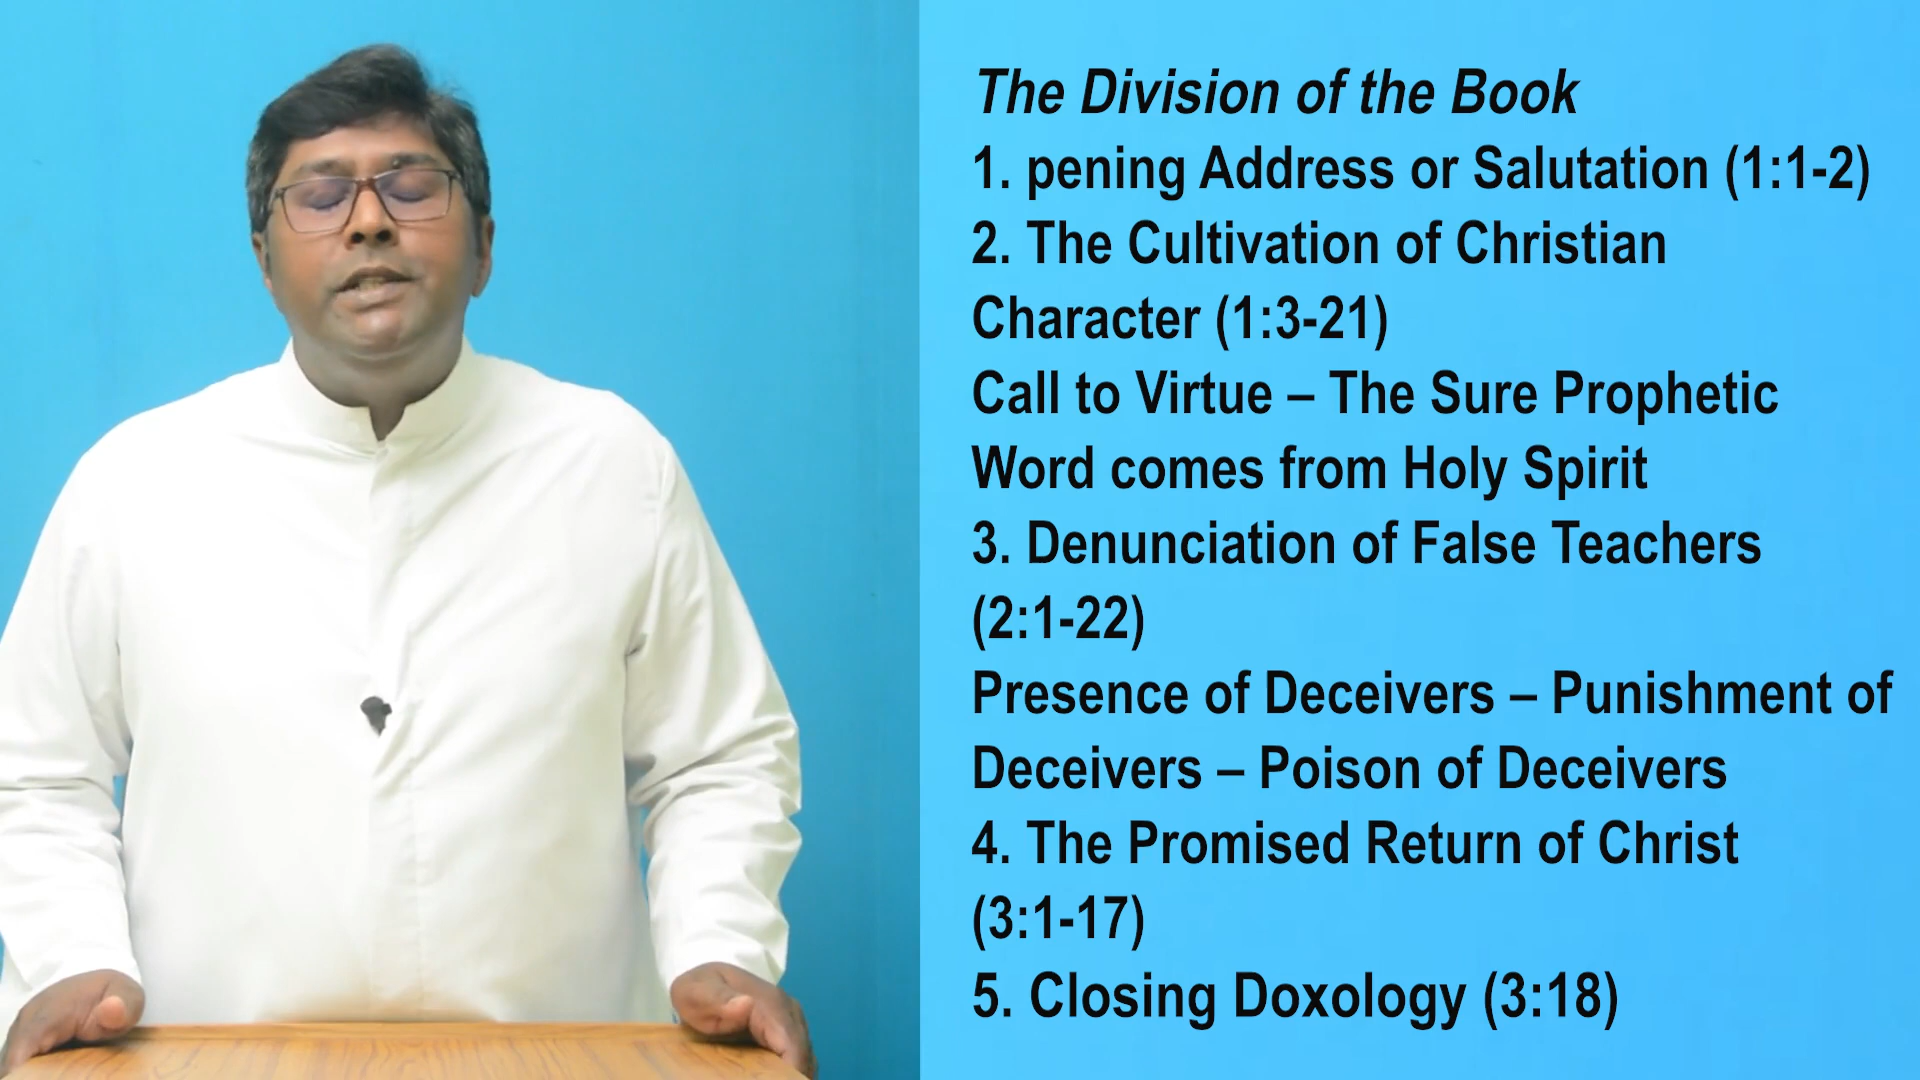 The Division of the Book
1. pening Address or Salutation (1:1-2)
2. The Cultivation of Christian
Character (1:3-21)
Call to Virtue – The Sure Prophetic
Word comes from Holy Spirit
3. Denunciation of False Teachers
(2:1-22)
Presence of Deceivers – Punishment of
Deceivers – Poison of Deceivers
4. The Promised Return of Christ
(3:1-17)
5. Closing Doxology (3:18)